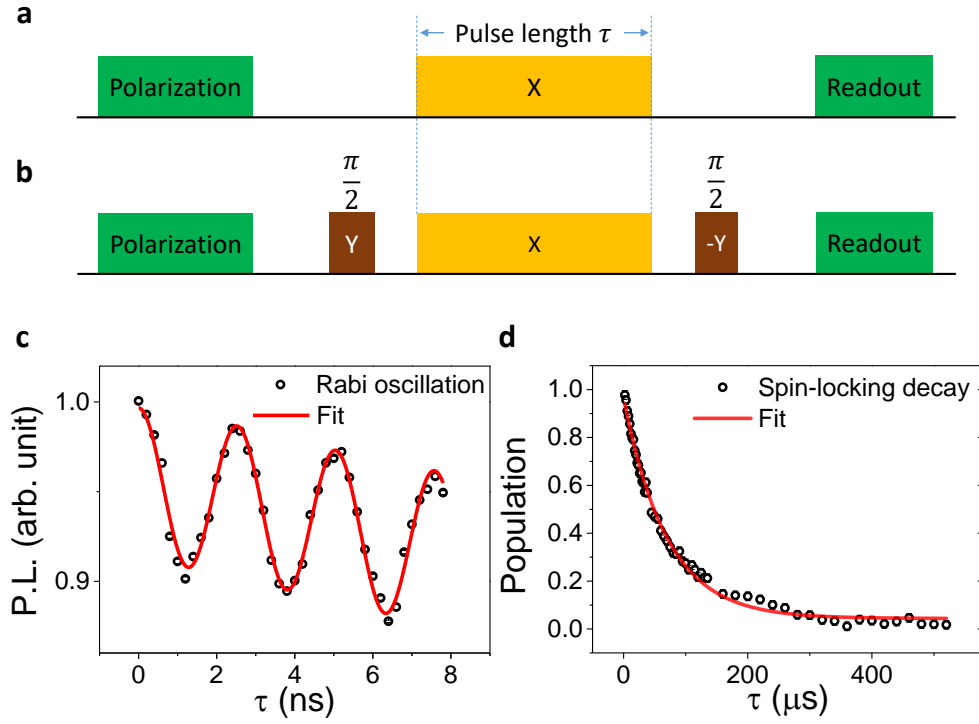 a
Pulse length τ
Polarization X Readout
b
π/2 π/2
Polarization Y X -Y Readout
c
P.L. (arb. unit)
1.0
0.9
Rabi oscillation
Fit
0 2 4 6 8
τ (ns)
d
Population
1.0
0.8
0.6
0.4
0.2
0.0
Spin-locking decay
Fit
0 200 400
τ (μs)